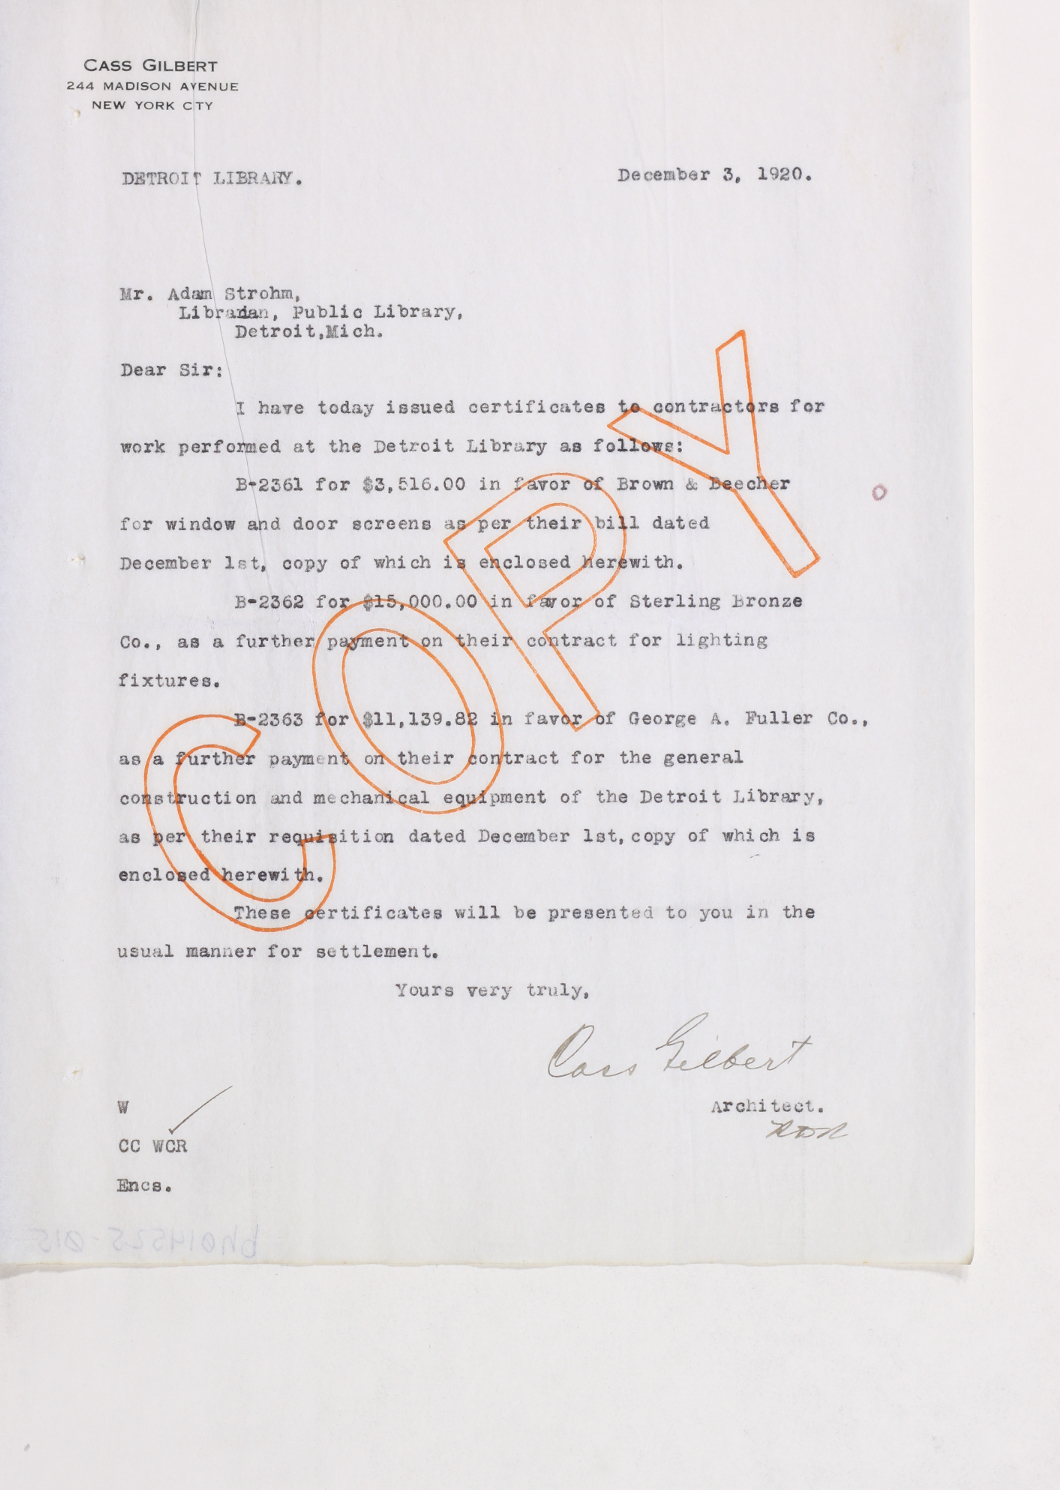 CASS GILBERT
244 MADISON AVENUE
NEW YORK CITY
DETROIT LIBRARY. December 3, 1920.
Mr. Adam Strohm,
Librarian, Public Library,
Detroit,Mich.
Dear Sir:
I have today issued certificates to contractors for
work performed at the Detroit Library as follows:
B-2361 for $3,516.00 in favor of Brown & Beecher
for window and door screens as per their bill dated
December 1st, copy of which is enclosed herewith.
B-2362 for $15,000.00 in favor of Sterling Bronze
Co., as a further payment on their contract for lighting
fixtures.
B-2363 for $11,139.82 in favor of George A. Fuller Co.,
as a further payment on their contract for the general
construction and mechanical equipment of the Detroit Library,
as per their requisition dated December 1st, copy of which is
enclosed herewith.
These certificates will be presented to you in the
usual manner for settlement.
Yours very truly,
Cass Gilbert
Architect.
W
CC WCR
Encs.
COPY
bh014525-015